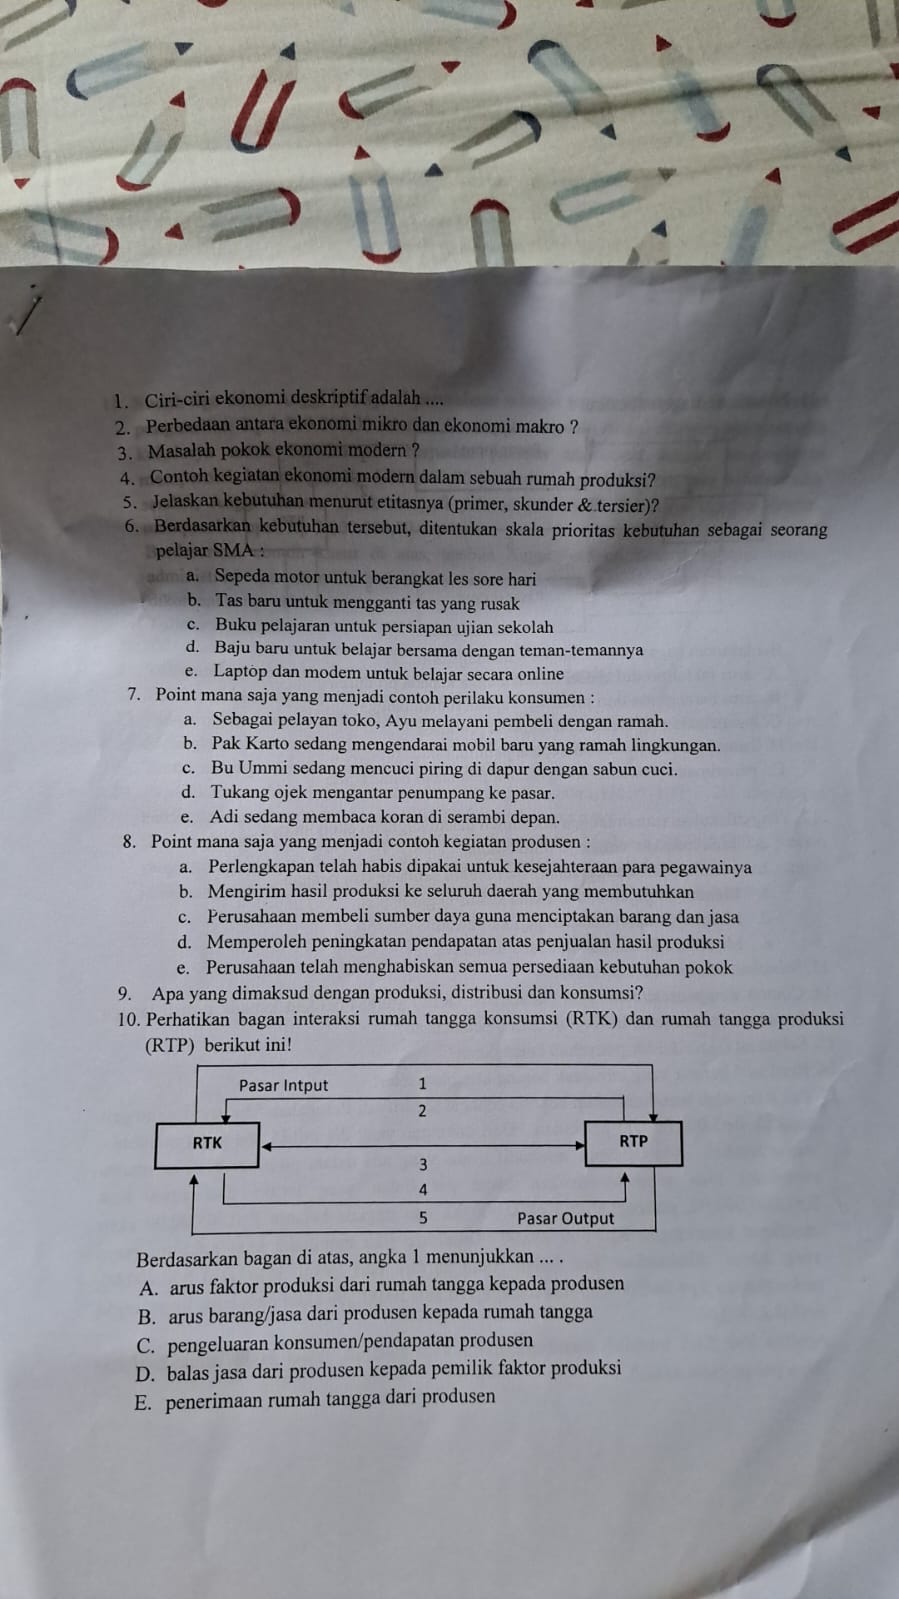 1. Ciri-ciri ekonomi deskriptif adalah ....
2. Perbedaan antara ekonomi mikro dan ekonomi makro ?
3. Masalah pokok ekonomi modern ?
4. Contoh kegiatan ekonomi modern dalam sebuah rumah produksi?
5. Jelaskan kebutuhan menurut etitasnya (primer, skunder & tersier)?
6. Berdasarkan kebutuhan tersebut, ditentukan skala prioritas kebutuhan sebagai seorang
pelajar SMA :
a. Sepeda motor untuk berangkat les sore hari
b. Tas baru untuk mengganti tas yang rusak
c. Buku pelajaran untuk persiapan ujian sekolah
d. Baju baru untuk belajar bersama dengan teman-temannya
e. Laptop dan modem untuk belajar secara online
7. Point mana saja yang menjadi contoh perilaku konsumen :
a. Sebagai pelayan toko, Ayu melayani pembeli dengan ramah.
b. Pak Karto sedang mengendarai mobil baru yang ramah lingkungan.
c. Bu Ummi sedang mencuci piring di dapur dengan sabun cuci.
d. Tukang ojek mengantar penumpang ke pasar.
e. Adi sedang membaca koran di serambi depan.
8. Point mana saja yang menjadi contoh kegiatan produsen :
a. Perlengkapan telah habis dipakai untuk kesejahteraan para pegawainya
b. Mengirim hasil produksi ke seluruh daerah yang membutuhkan
c. Perusahaan membeli sumber daya guna menciptakan barang dan jasa
d. Memperoleh peningkatan pendapatan atas penjualan hasil produksi
e. Perusahaan telah menghabiskan semua persediaan kebutuhan pokok
9. Apa yang dimaksud dengan produksi, distribusi dan konsumsi?
10. Perhatikan bagan interaksi rumah tangga konsumsi (RTK) dan rumah tangga produksi
(RTP) berikut ini!
Pasar Intput 1
2
RTK RTP
3
4
5 Pasar Output
Berdasarkan bagan di atas, angka 1 menunjukkan ... .
A. arus faktor produksi dari rumah tangga kepada produsen
B. arus barang/jasa dari produsen kepada rumah tangga
C. pengeluaran konsumen/pendapatan produsen
D. balas jasa dari produsen kepada pemilik faktor produksi
E. penerimaan rumah tangga dari produsen